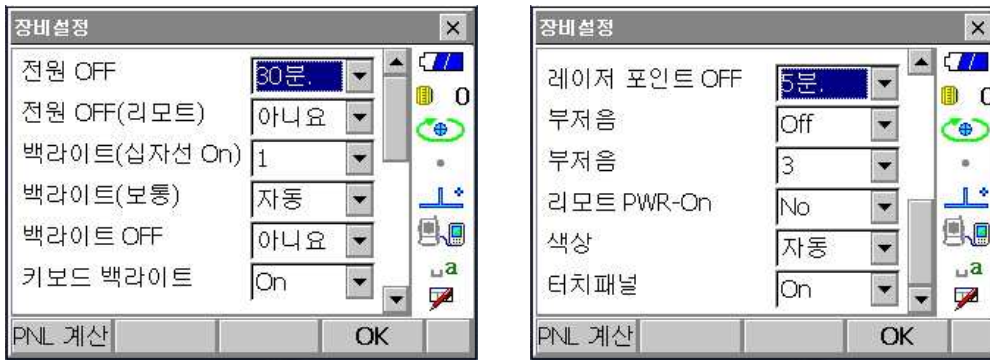 장비설정
전원 OFF 30분.
전원 OFF(리모트) 아니요
백라이트(십자선 On) 1
백라이트(보통) 자동
백라이트 OFF 아니요
키보드 백라이트 On
0
a
PNL 계산 OK
장비설정
레이저 포인트 OFF 5분.
부저음 Off
부저음 3
리모트 PWR-On No
색상 자동
터치패널 On
0
a
PNL 계산 OK